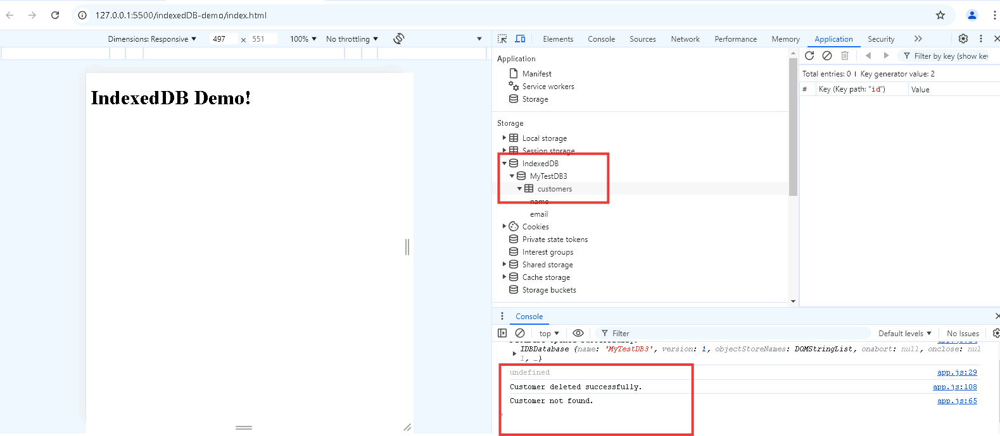 127.0.0.1:5500/indexedDB-demo/index.html
Dimensions: Responsive ▼ 497 × 551 100% ▼ No throttling ▼
Elements Console Sources Network Performance Memory Application Security
IndexedDB Demo!
Application
Manifest
Service workers
Storage
Storage
Local storage
Session storage
IndexedDB
MyTestDB3
customers
name
email
Cookies
Private state tokens
Interest groups
Shared storage
Cache storage
Storage buckets
Filter by key (show key
Total entries: 0 Key generator value: 2
# Key (Key path: "id") Value
Console
top ▼ Filter Default levels ▼ No Issues
IDBDatabase {name: 'MyTestDB3', version: 1, objectStoreNames: DOMStringList, onabort: null, onclose: nul
l, …}
undefined app.js:29
Customer deleted successfully. app.js:108
Customer not found. app.js:65